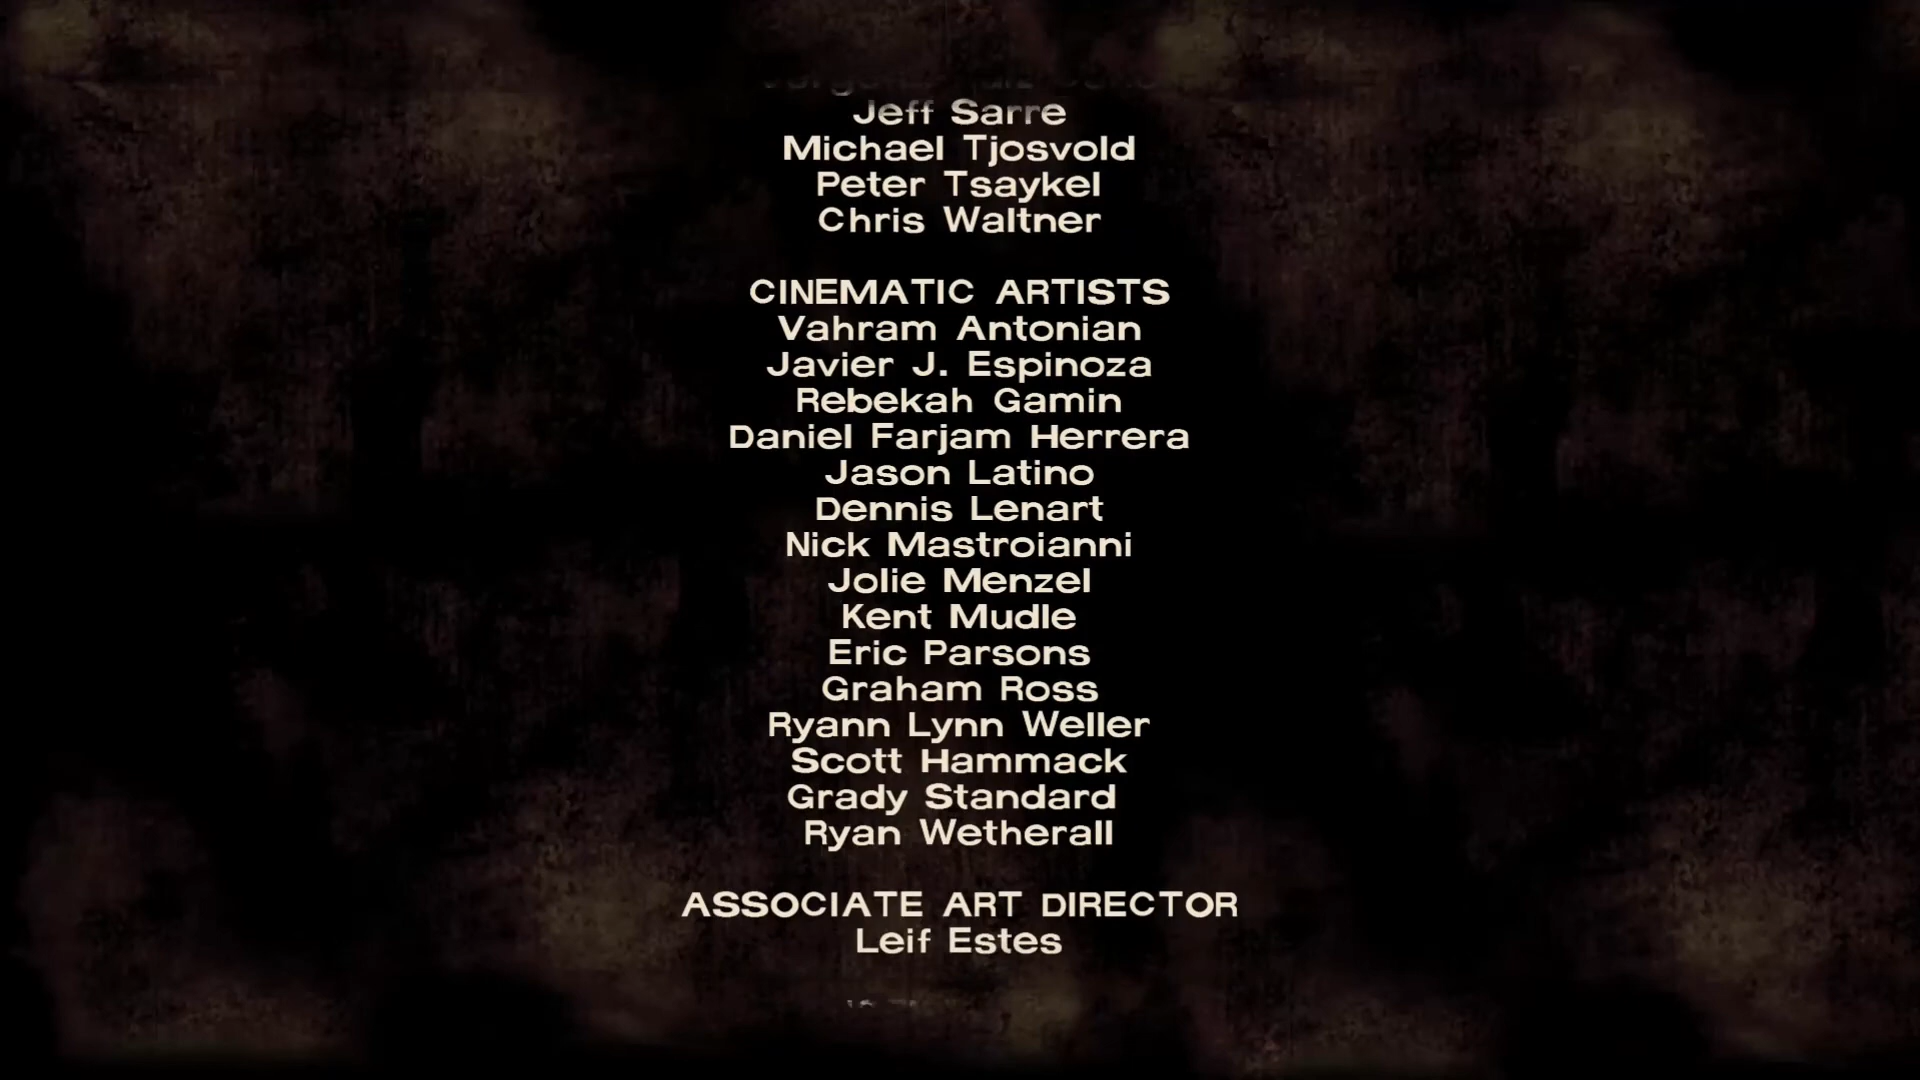 Jeff Sarre
Michael Tjosvold
Peter Tsaykel
Chris Waltner
CINEMATIC ARTISTS
Vahram Antonian
Javier J. Espinoza
Rebekah Gamin
Daniel Farjam Herrera
Jason Latino
Dennis Lenart
Nick Mastroianni
Jolie Menzel
Kent Mudle
Eric Parsons
Graham Ross
Ryann Lynn Weller
Scott Hammack
Grady Standard
Ryan Wetherall
ASSOCIATE ART DIRECTOR
Leif Estes